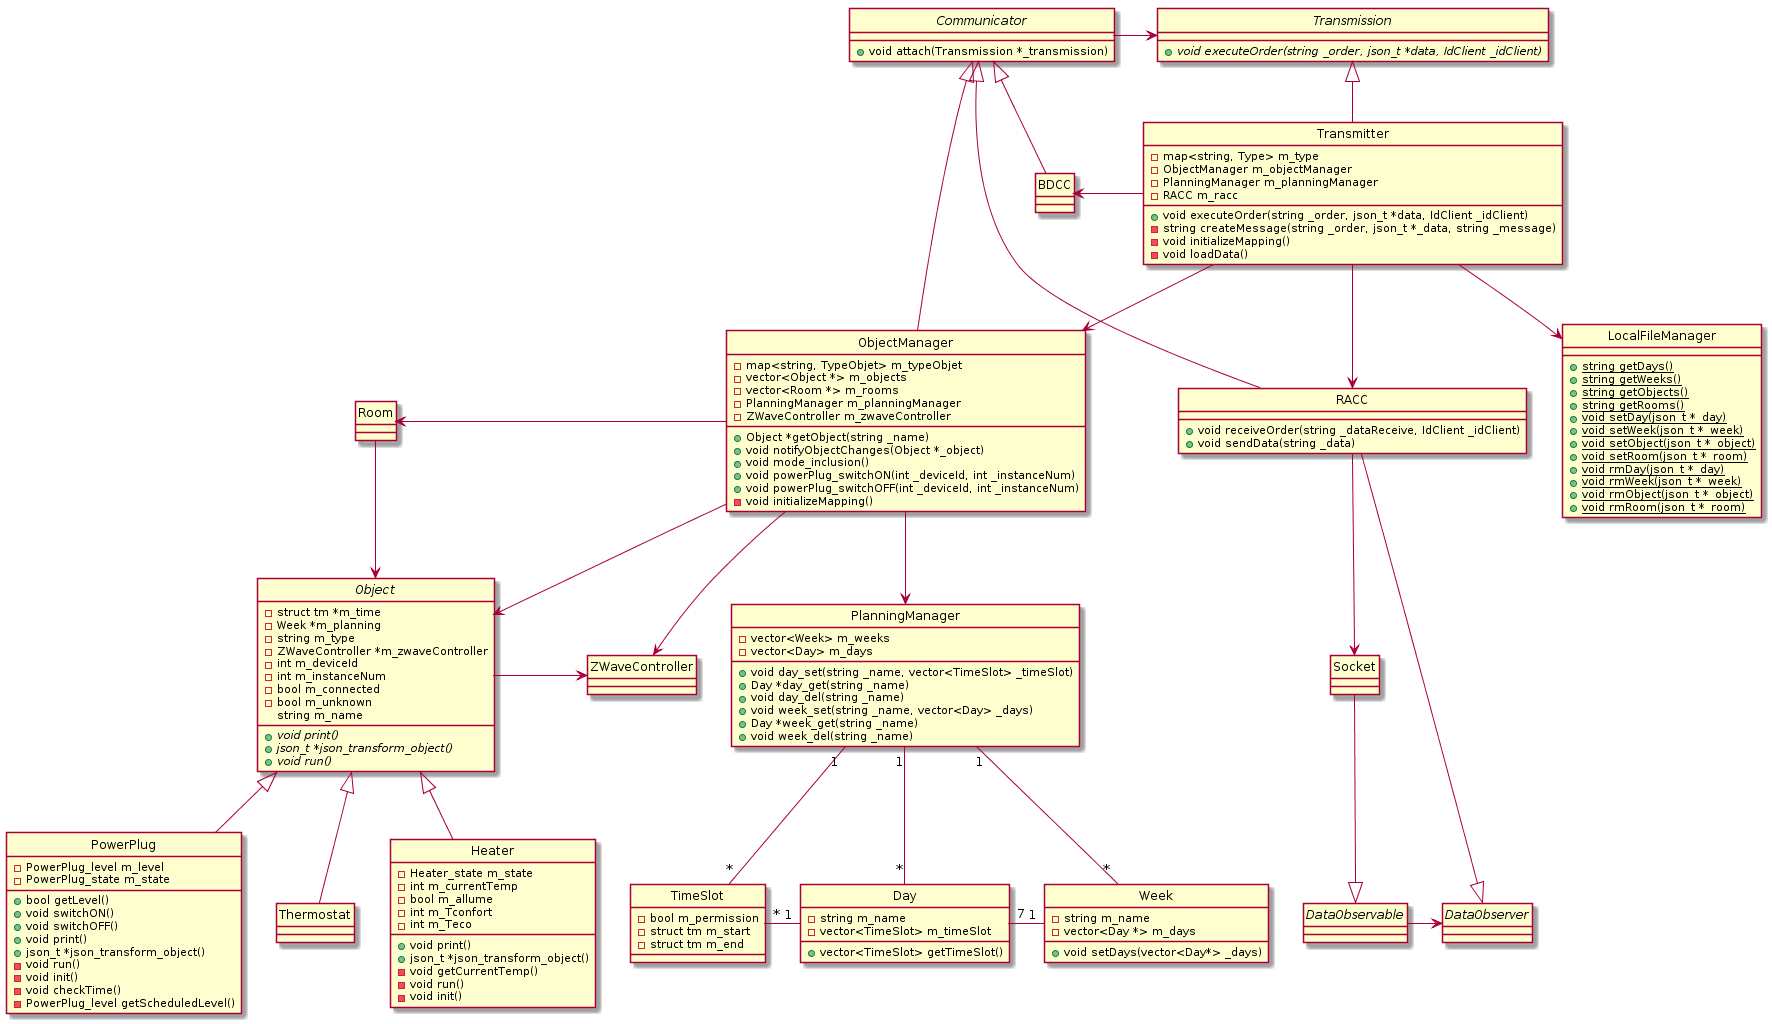 Communicator
void attach(Transmission *_transmission)
Transmission
void executeOrder(string _order, json_t *data, IdClient _idClient)
Transmitter
map<string, Type> m_type
ObjectManager m_objectManager
PlanningManager m_planningManager
RACC m_racc
void executeOrder(string _order, json_t *data, IdClient _idClient)
string createMessage(string _order, json_t *_data, string _message)
void initializeMapping()
void loadData()
BDCC
ObjectManager
map<string, TypeObjet> m_typeObjet
vector<Object *> m_objects
vector<Room *> m_rooms
PlanningManager m_planningManager
ZWaveController m_zwaveController
Object *getObject(string _name)
void notifyObjectChanges(Object *_object)
void mode_inclusion()
void powerPlug_switchON(int _deviceId, int _instanceNum)
void powerPlug_switchOFF(int _deviceId, int _instanceNum)
void initializeMapping()
LocalFileManager
string getDays()
string getWeeks()
string getObjects()
string getRooms()
void setDay(json_t *_day)
void setWeek(json_t *_week)
void setObject(json_t *_object)
void setRoom(json_t *_room)
void rmDay(json_t *_day)
void rmWeek(json_t *_week)
void rmObject(json_t *_object)
void rmRoom(json_t *_room)
RACC
void receiveOrder(string _dataReceive, IdClient _idClient)
void sendData(string _data)
Room
Object
struct tm *m_time
Week *m_planning
string m_type
ZWaveController *m_zwaveController
int m_deviceId
int m_instanceNum
bool m_connected
bool m_unknown
string m_name
void print()
json_t *json_transform_object()
void run()
ZWaveController
PlanningManager
vector<Week> m_weeks
vector<Day> m_days
void day_set(string _name, vector<TimeSlot> _timeSlot)
Day *day_get(string _name)
void day_del(string _name)
void week_set(string _name, vector<Day> _days)
Day *week_get(string _name)
void week_del(string _name)
Socket
1 1 1
* * *
PowerPlug
PowerPlug_level m_level
PowerPlug_state m_state
bool getLevel()
void switchON()
void switchOFF()
void print()
json_t *json_transform_object()
void run()
void init()
void checkTime()
PowerPlug_level getScheduledLevel()
Thermostat
Heater
Heater_state m_state
int m_currentTemp
bool m_allume
int m_Tconfort
int m_Teco
void print()
json_t *json_transform_object()
void getCurrentTemp()
void run()
void init()
TimeSlot
bool m_permission
struct tm m_start
struct tm m_end
* 1
Day
string m_name
vector<TimeSlot> m_timeSlot
vector<TimeSlot> getTimeSlot()
7 1
Week
string m_name
vector<Day *> m_days
void setDays(vector<Day*> _days)
DataObservable
DataObserver